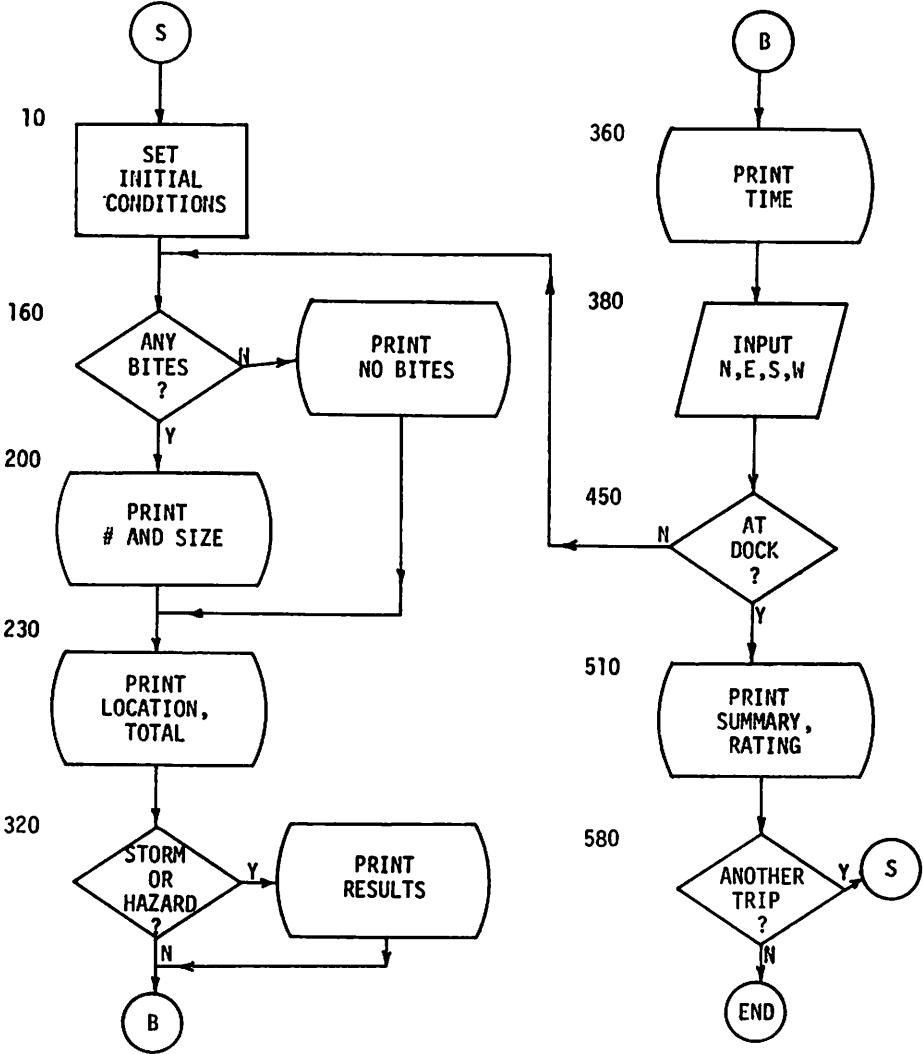 S
10
SET
INITIAL
CONDITIONS
160
ANY
BITES
?
N
PRINT
NO BITES
Y
200
PRINT
# AND SIZE
230
PRINT
LOCATION,
TOTAL
320
STORM
OR
HAZARD
?
Y
PRINT
RESULTS
N
B
B
360
PRINT
TIME
380
INPUT
N,E,S,W
450
AT
DOCK
?
N
Y
510
PRINT
SUMMARY,
RATING
580
ANOTHER
TRIP
?
Y
S
N
END